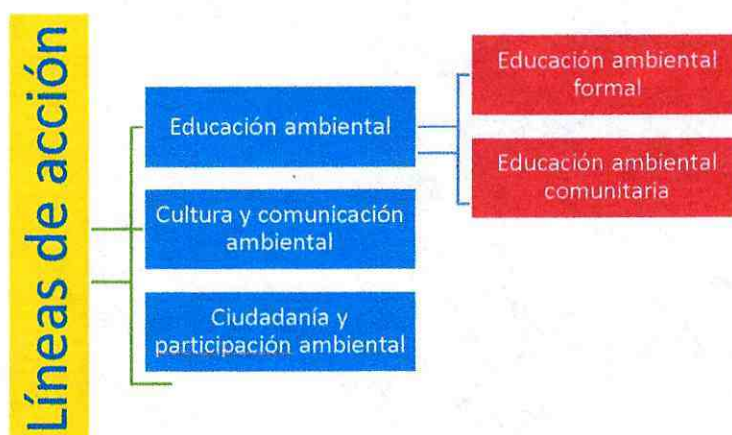 Líneas de acción
Educación ambiental
Cultura y comunicación
ambiental
Ciudadanía y
participación ambiental
Educación ambiental
formal
Educación ambiental
comunitaria